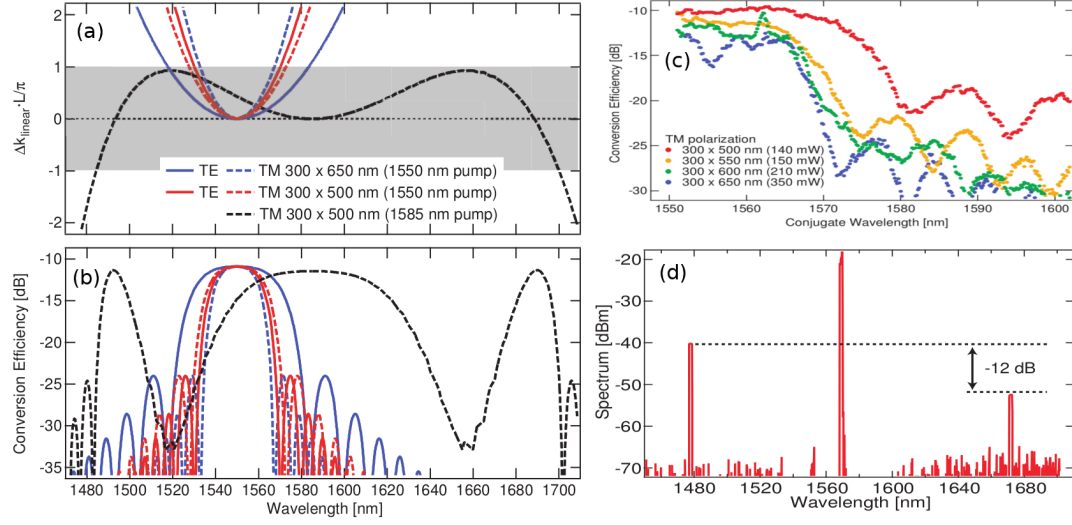 (a)
2
1
0
-1
-2
Δk_linear·L/π
TE TM 300 x 650 nm (1550 nm pump)
TE TM 300 x 500 nm (1550 nm pump)
TM 300 x 500 nm (1585 nm pump)
(b)
-10
-15
-20
-25
-30
-35
Conversion Efficiency [dB]
1480 1500 1520 1540 1560 1580 1600 1620 1640 1660 1680 1700
Wavelength [nm]
(c)
-10
-15
-20
-25
-30
Conversion Efficiency [dB]
TM polarization
300 x 500 nm (140 mW)
300 x 550 nm (150 mW)
300 x 600 nm (210 mW)
300 x 650 nm (350 mW)
1550 1560 1570 1580 1590 1600
Conjugate Wavelength [nm]
(d)
-20
-30
-40
-50
-60
-70
Spectrum [dBm]
-12 dB
1480 1520 1560 1600 1640 1680
Wavelength [nm]